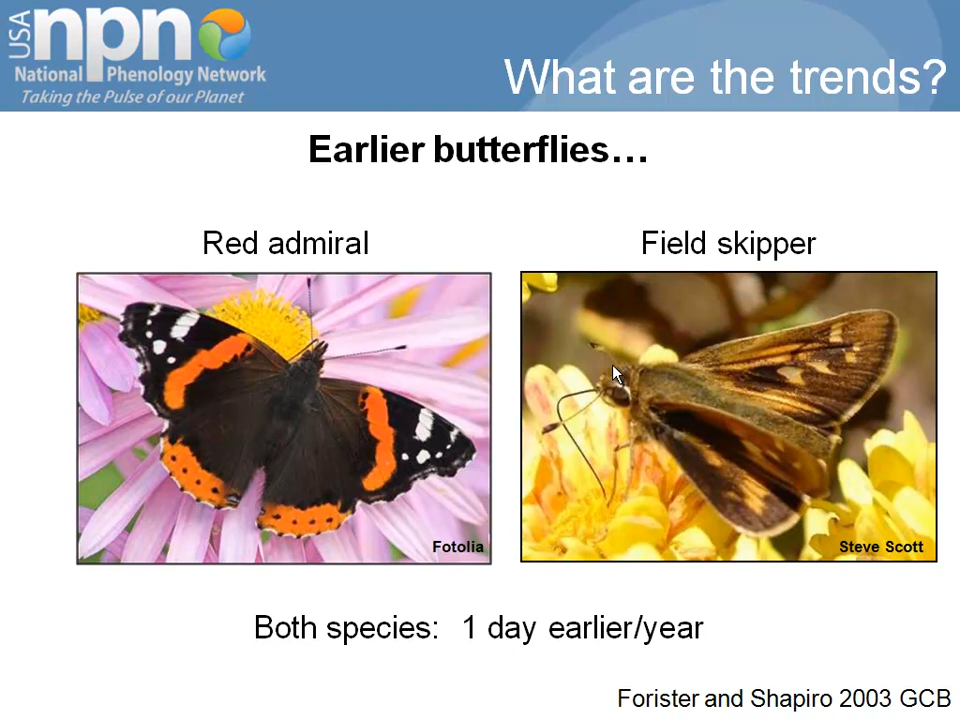 USA
npn
National Phenology Network
Taking the Pulse of our Planet
What are the trends?
Earlier butterflies…
Red admiral
Field skipper
Fotolia
Steve Scott
Both species: 1 day earlier/year
Forister and Shapiro 2003 GCB